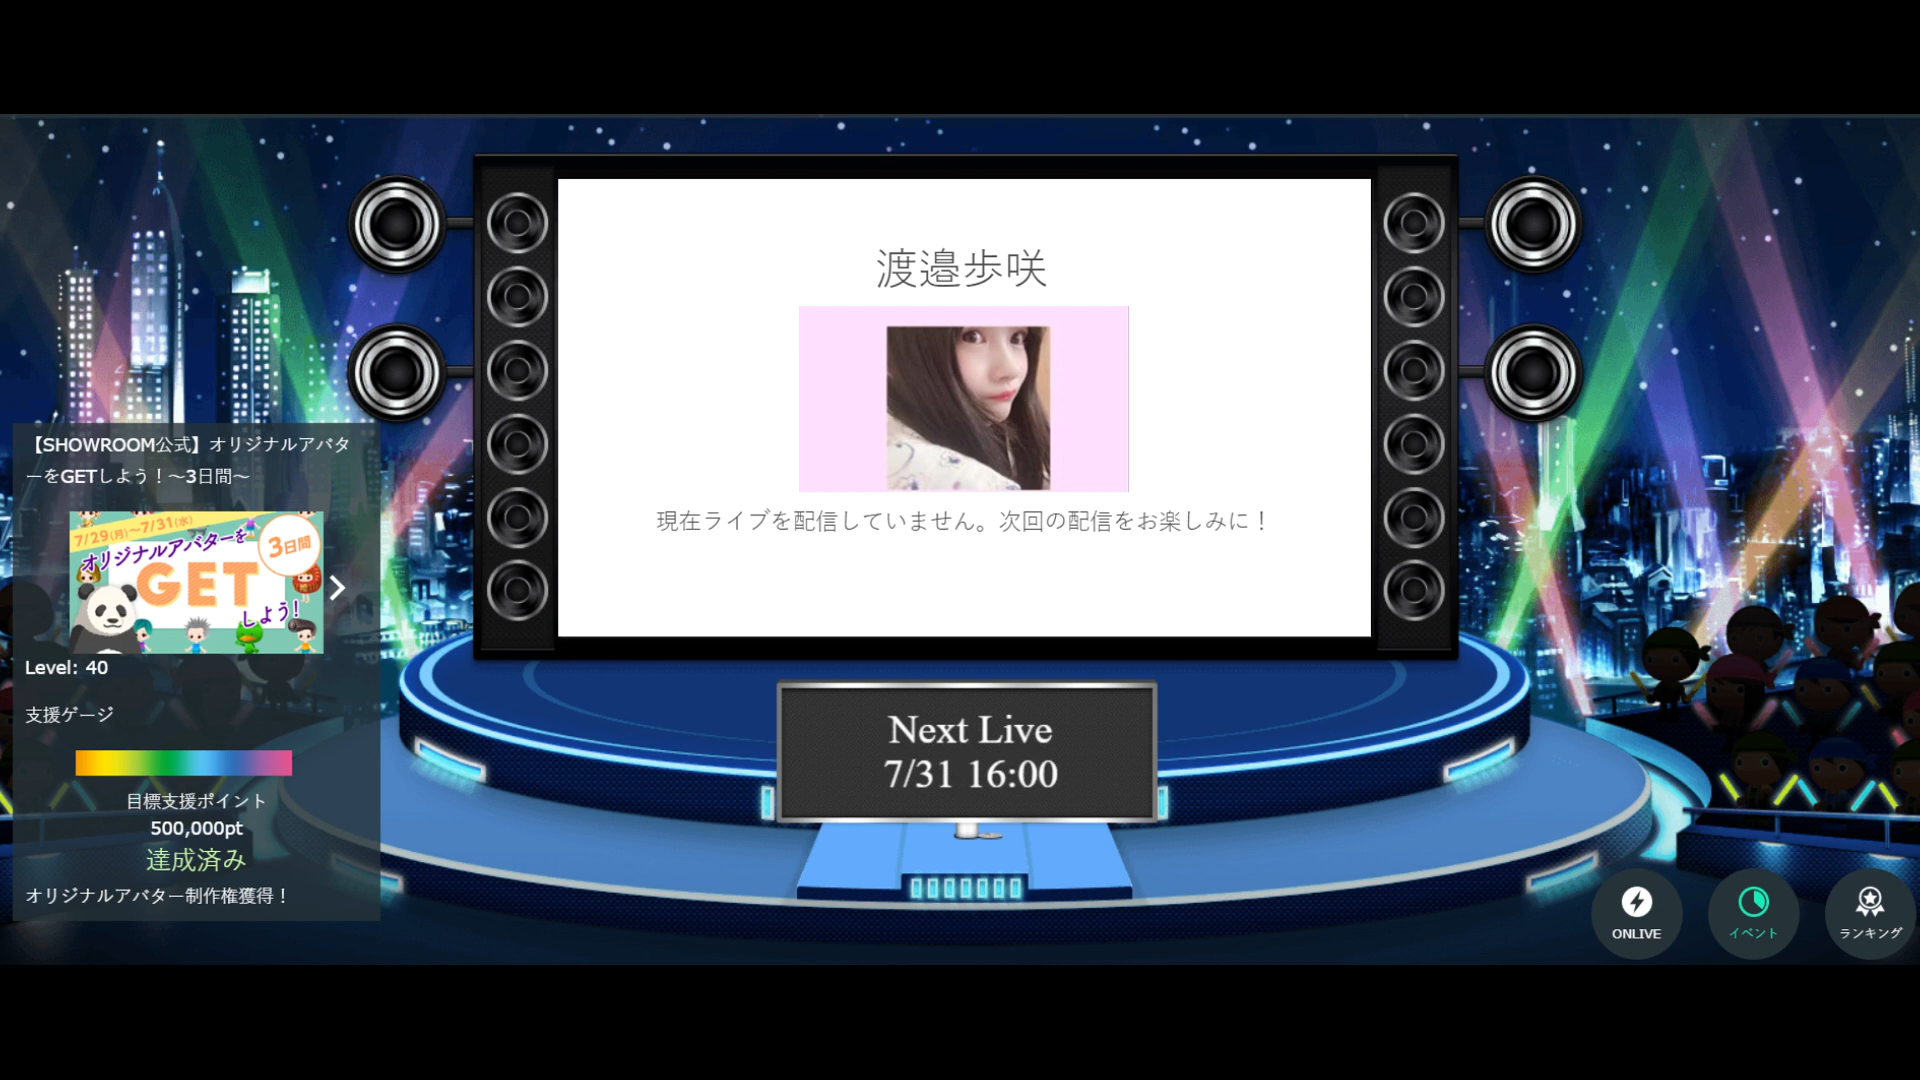 渡邉歩咲
現在ライブを配信していません。次回の配信をお楽しみに！
【SHOWROOM公式】オリジナルアバタ
ーをGETしよう！～3日間～
7/29(月)～7/31(水)
オリジナルアバターを
3日間
GET
しよう！
Level: 40
支援ゲージ
目標支援ポイント
500,000pt
達成済み
オリジナルアバター制作権獲得！
Next Live
7/31 16:00
ONLIVE
イベント
ランキング